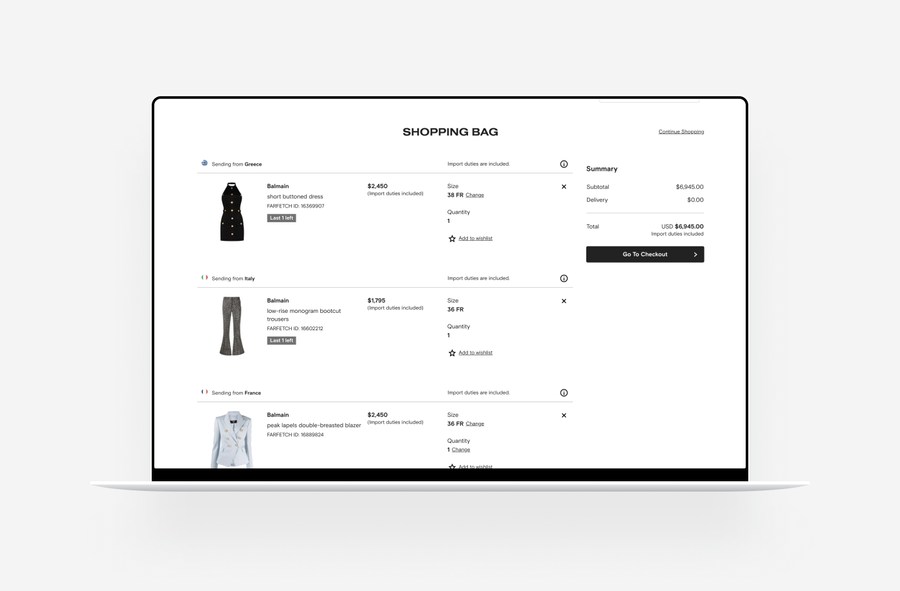 SHOPPING BAG
Continue Shopping
Sending from Greece
Import duties are included.
Balmain
short buttoned dress
FARFETCH ID: 16369907
Last 1 left
$2,450
(Import duties included)
Size
38 FR Change
Quantity
1
Add to wishlist
Sending from Italy
Import duties are included.
Balmain
low-rise monogram bootcut
trousers
FARFETCH ID: 16602212
Last 1 left
$1,795
(Import duties included)
Size
36 FR
Quantity
1
Add to wishlist
Sending from France
Import duties are included.
Balmain
peak lapels double-breasted blazer
FARFETCH ID: 16889824
$2,450
(Import duties included)
Size
36 FR Change
Quantity
1 Change
Add to wishlist
Summary
Subtotal $6,945.00
Delivery $0.00
Total USD $6,945.00
Import duties included
Go To Checkout